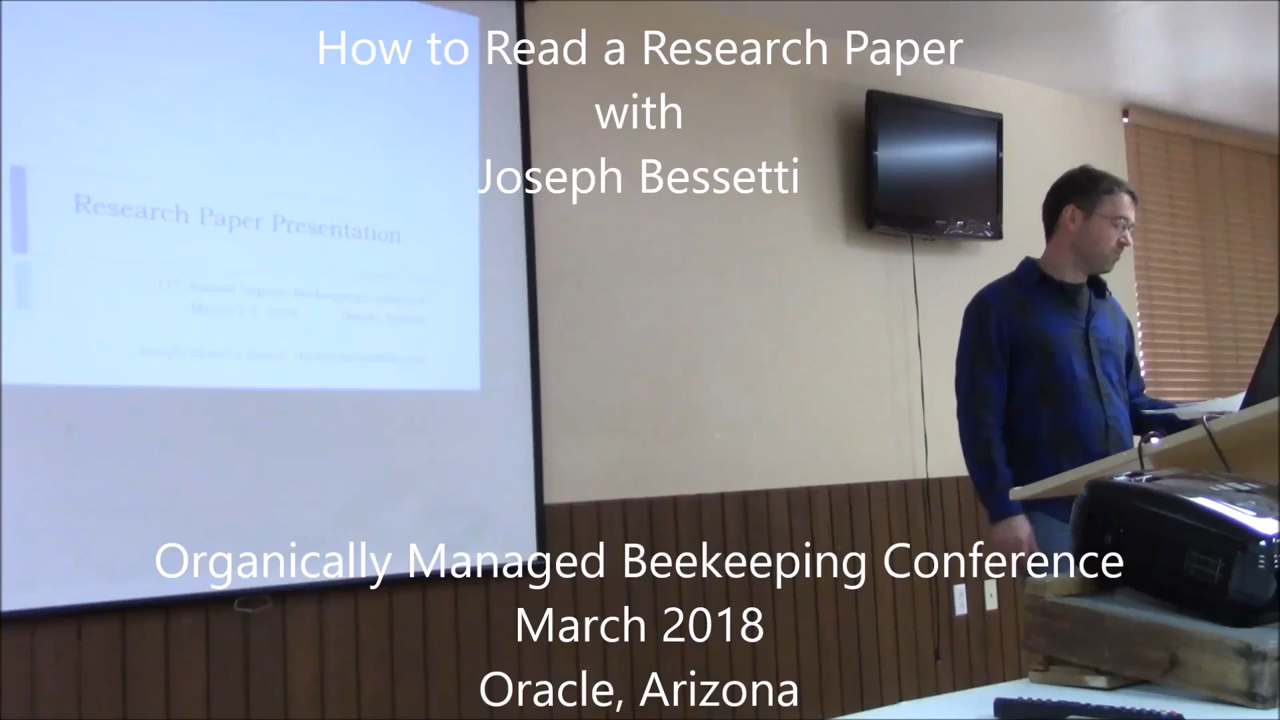 How to Read a Research Paper
with
Joseph Bessetti
Research Paper Presentation
Organically Managed Beekeeping Conference
March 2018
Oracle, Arizona